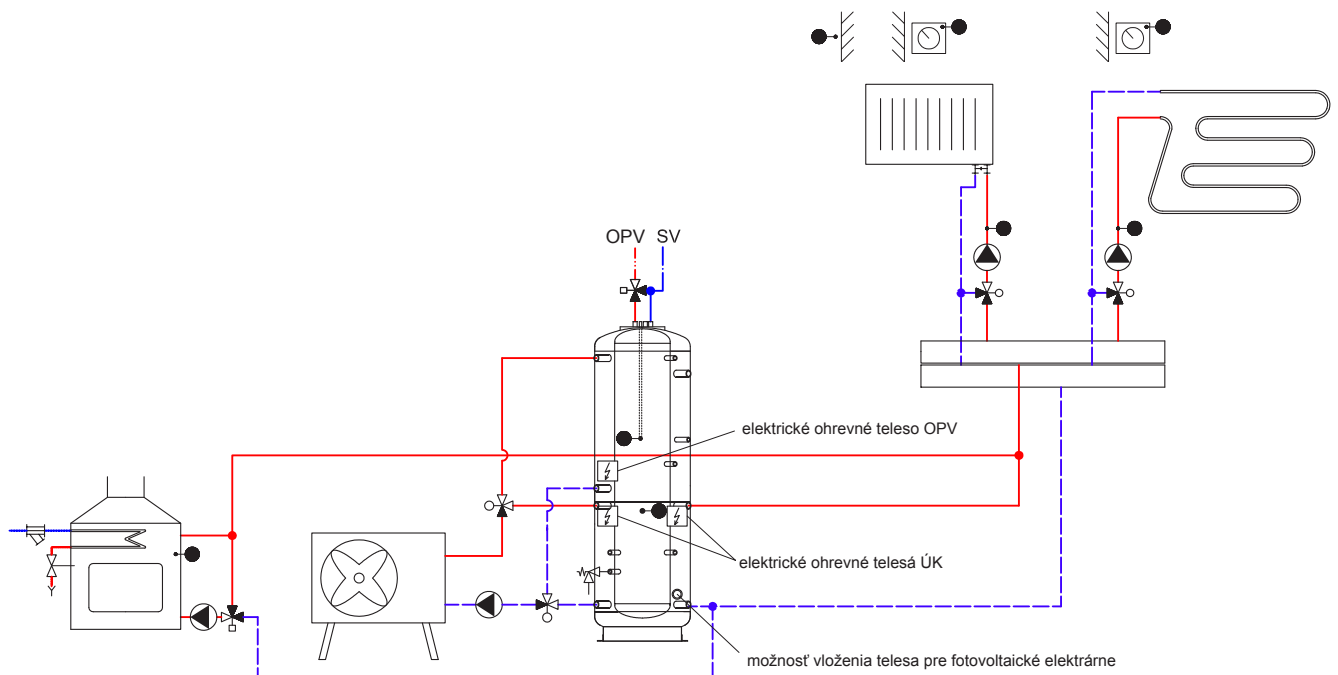 OPV SV
elektrické ohrevné teleso OPV
elektrické ohrevné telesá ÚK
možnosť vloženia telesa pre fotovoltaické elektrárne